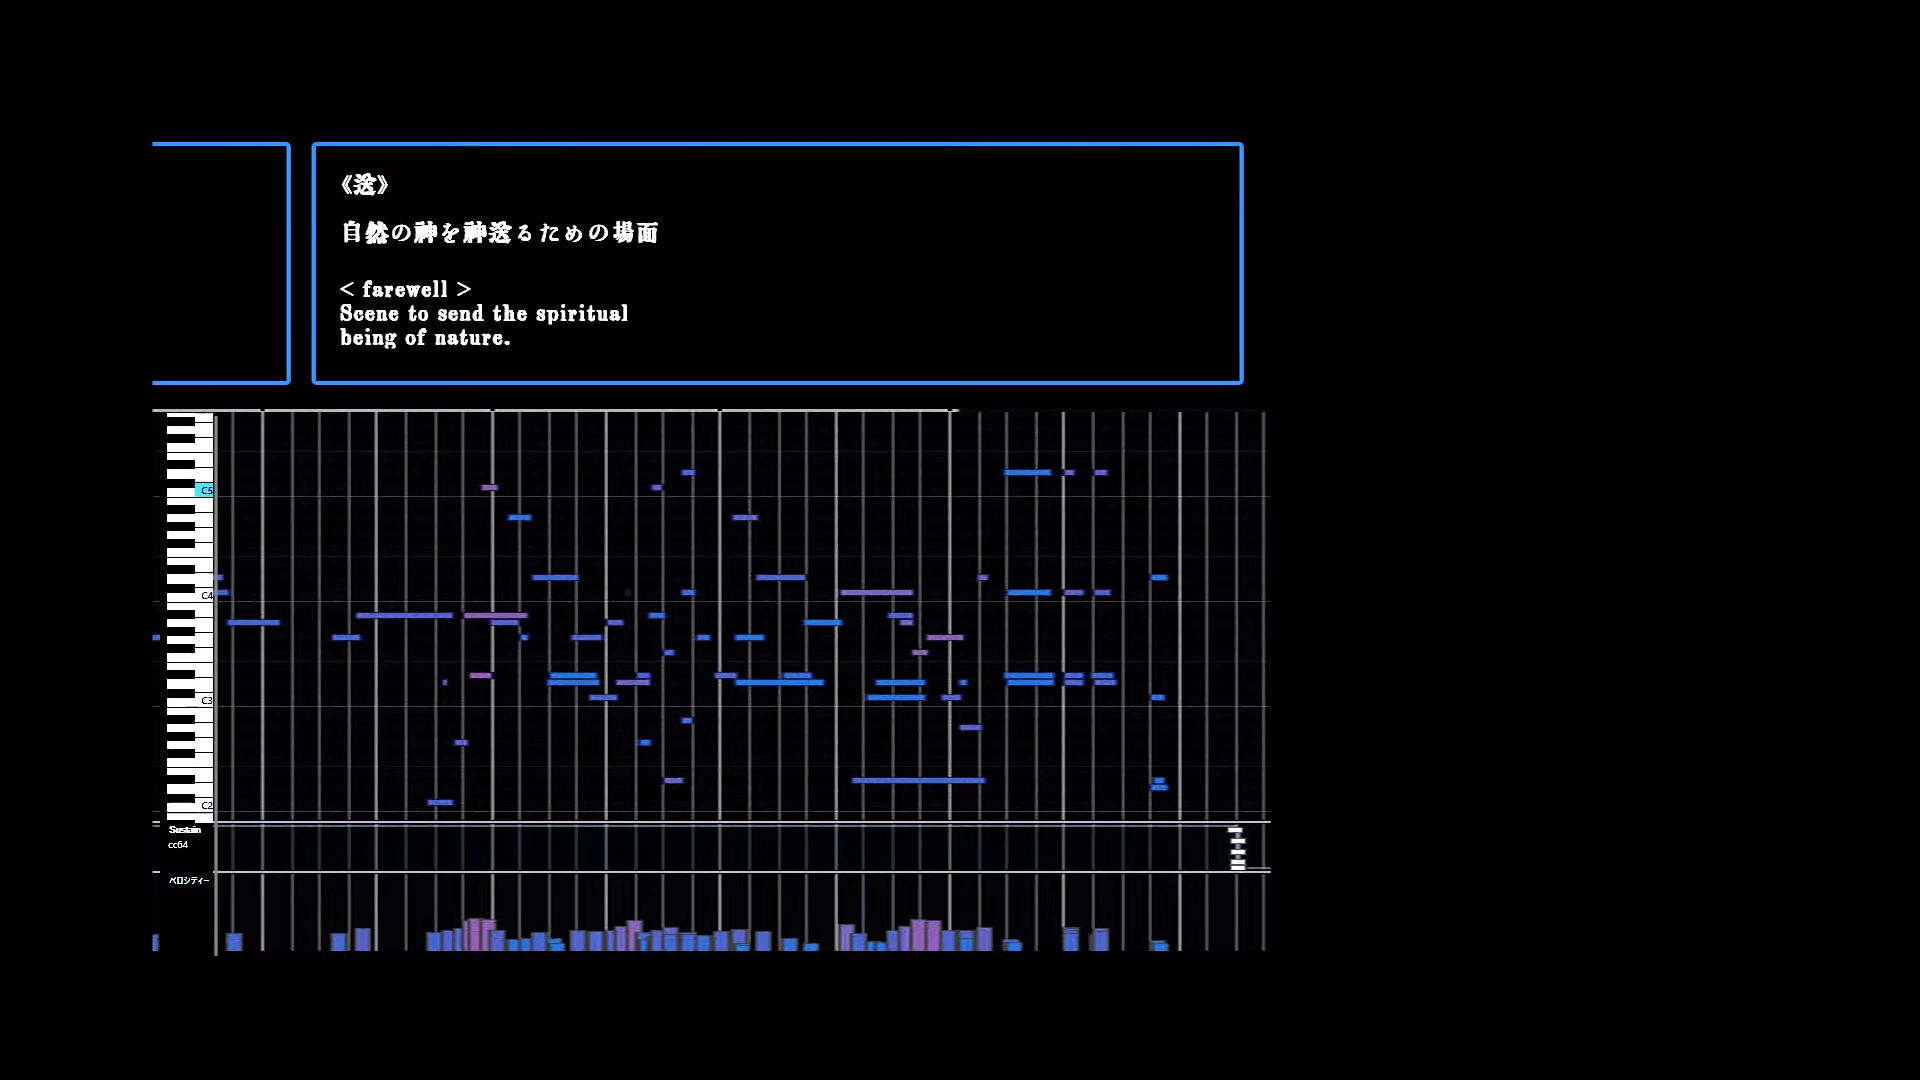 《送》
自然の神を神送るための場面
< farewell >
Scene to send the spiritual
being of nature.
C5
C4
C3
C2
Sustain
cc64
ベロシティー